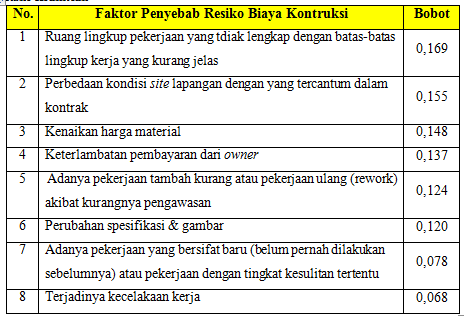 No. Faktor Penyebab Resiko Biaya Kontruksi Bobot
1 Ruang lingkup pekerjaan yang tdiak lengkap dengan batas-batas
lingkup kerja yang kurang jelas 0,169
2 Perbedaan kondisi site lapangan dengan yang tercantum dalam
kontrak 0,155
3 Kenaikan harga material 0,148
4 Keterlambatan pembayaran dari owner 0,137
5 Adanya pekerjaan tambah kurang atau pekerjaan ulang (rework)
akibat kurangnya pengawasan 0,124
6 Perubahan spesifikasi & gambar 0,120
7 Adanya pekerjaan yang bersifat baru (belum pernah dilakukan
sebelumnya) atau pekerjaan dengan tingkat kesulitan tertentu 0,078
8 Terjadinya kecelakaan kerja 0,068